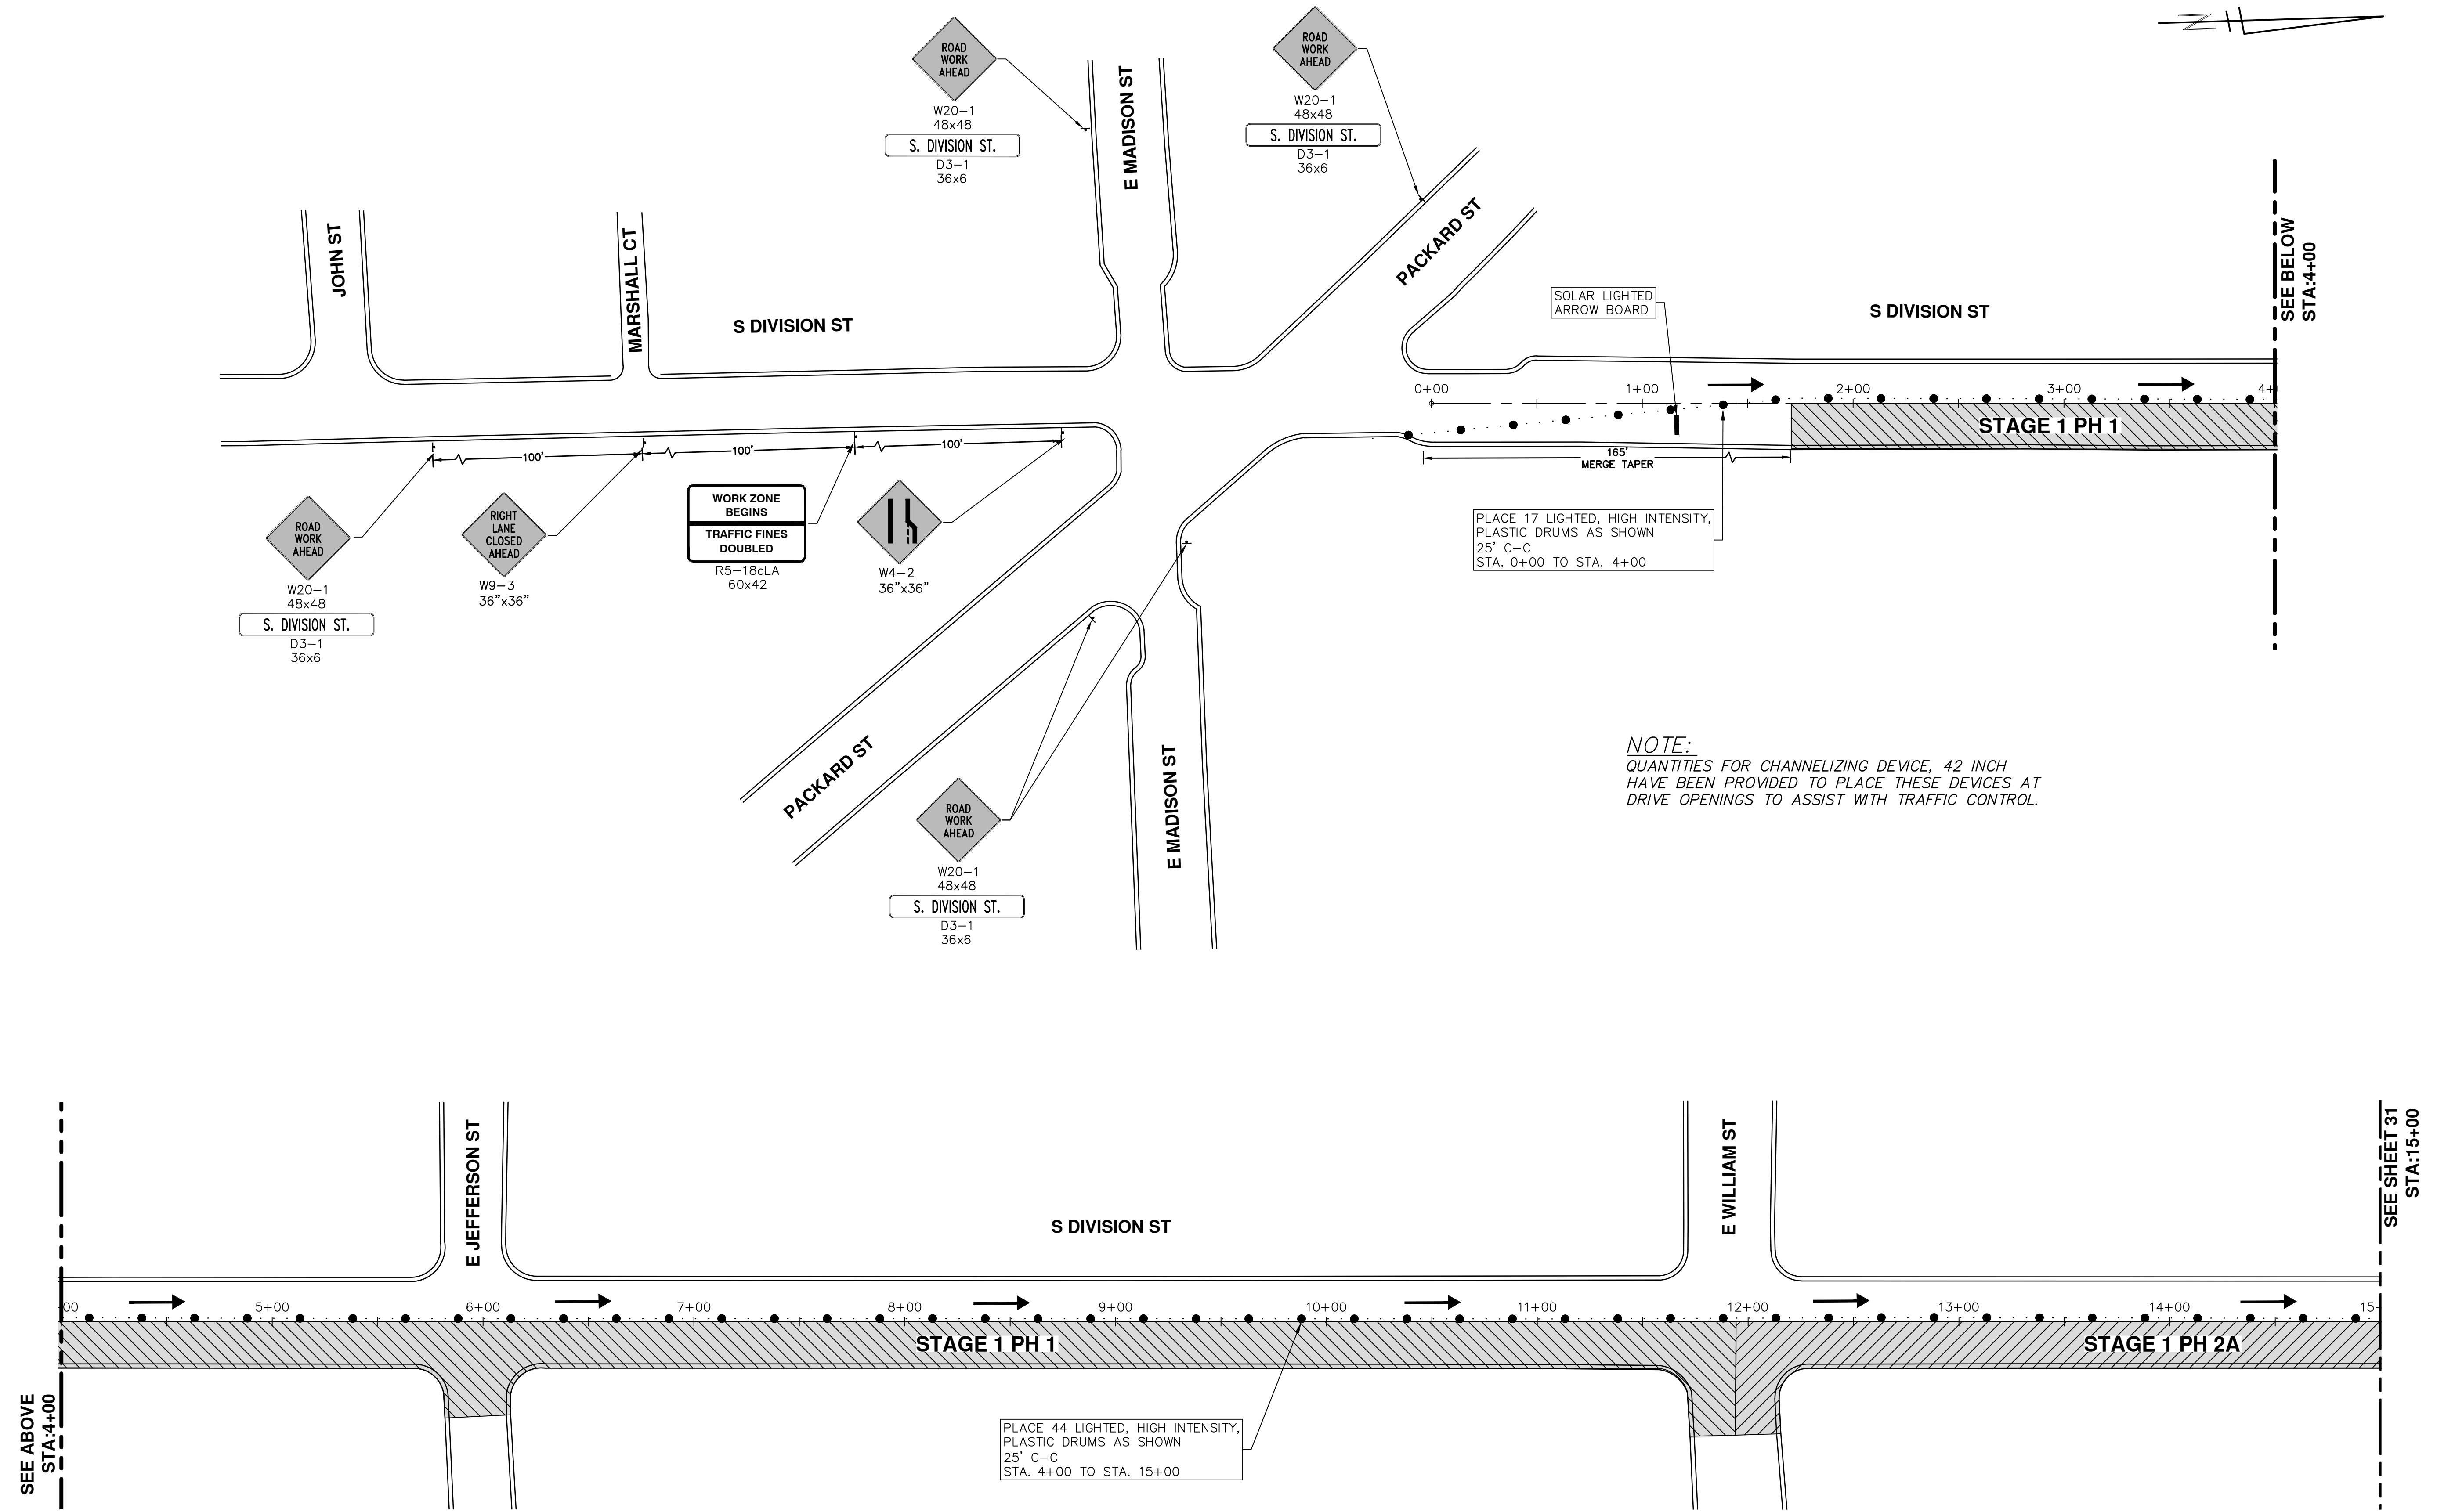 N
ROAD
WORK
AHEAD
W20-1
48x48
S. DIVISION ST.
D3-1
36x6
E MADISON ST
ROAD
WORK
AHEAD
W20-1
48x48
S. DIVISION ST.
D3-1
36x6
PACKARD ST
JOHN ST
MARSHALL CT
S DIVISION ST
SOLAR LIGHTED
ARROW BOARD
S DIVISION ST
SEE BELOW
STA:4+00
0+00
1+00
2+00
3+00
4+
STAGE 1 PH 1
100'
100'
100'
165'
MERGE TAPER
ROAD
WORK
AHEAD
W20-1
48x48
S. DIVISION ST.
D3-1
36x6
RIGHT
LANE
CLOSED
AHEAD
W9-3
36"x36"
WORK ZONE
BEGINS
TRAFFIC FINES
DOUBLED
R5-18cLA
60x42
W4-2
36"x36"
PLACE 17 LIGHTED, HIGH INTENSITY,
PLASTIC DRUMS AS SHOWN
25' C-C
STA. 0+00 TO STA. 4+00
PACKARD ST
E MADISON ST
ROAD
WORK
AHEAD
W20-1
48x48
S. DIVISION ST.
D3-1
36x6
NOTE:
QUANTITIES FOR CHANNELIZING DEVICE, 42 INCH
HAVE BEEN PROVIDED TO PLACE THESE DEVICES AT
DRIVE OPENINGS TO ASSIST WITH TRAFFIC CONTROL.
E JEFFERSON ST
S DIVISION ST
E WILLIAM ST
SEE SHEET 31
STA:15+00
00
5+00
6+00
7+00
8+00
9+00
10+00
11+00
12+00
13+00
14+00
15
STAGE 1 PH 1
STAGE 1 PH 2A
SEE ABOVE
STA:4+00
PLACE 44 LIGHTED, HIGH INTENSITY,
PLASTIC DRUMS AS SHOWN
25' C-C
STA. 4+00 TO STA. 15+00